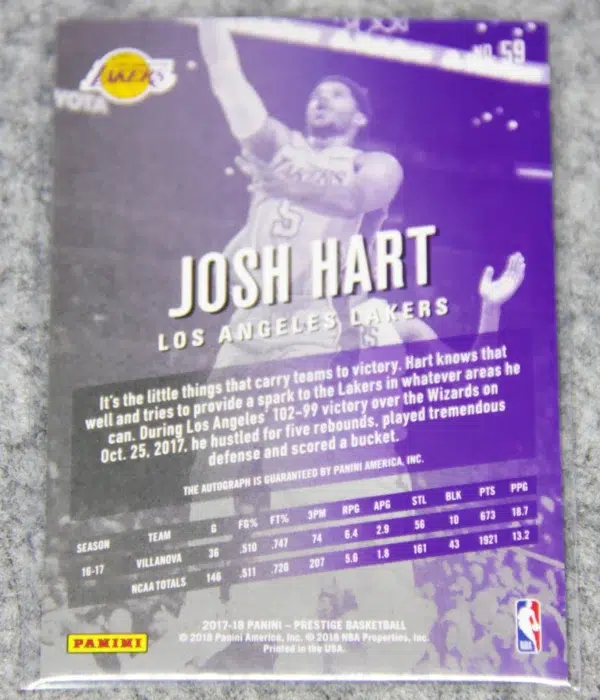 NO. 59
LAKERS
YOTA
LAKERS
5
JOSH HART
LOS ANGELES LAKERS
It's the little things that carry teams to victory. Hart knows that
well and tries to provide a spark to the Lakers in whatever areas he
can. During Los Angeles' 102-99 victory over the Wizards on
Oct. 25, 2017, he hustled for five rebounds, played tremendous
defense and scored a bucket.
THE AUTOGRAPH IS GUARANTEED BY PANINI AMERICA, INC.
SEASON TEAM G FG% FT% 3PM RPG APG STL BLK PTS PPG
16-17 VILLANOVA 36 .510 .747 74 6.4 2.9 56 10 673 18.7
NCAA TOTALS 146 .511 .720 207 5.6 1.8 161 43 1921 13.2
2017-18 PANINI – PRESTIGE BASKETBALL
© 2018 Panini America, Inc. © 2018 NBA Properties, Inc.
Printed in the USA.
PANINI
NBA